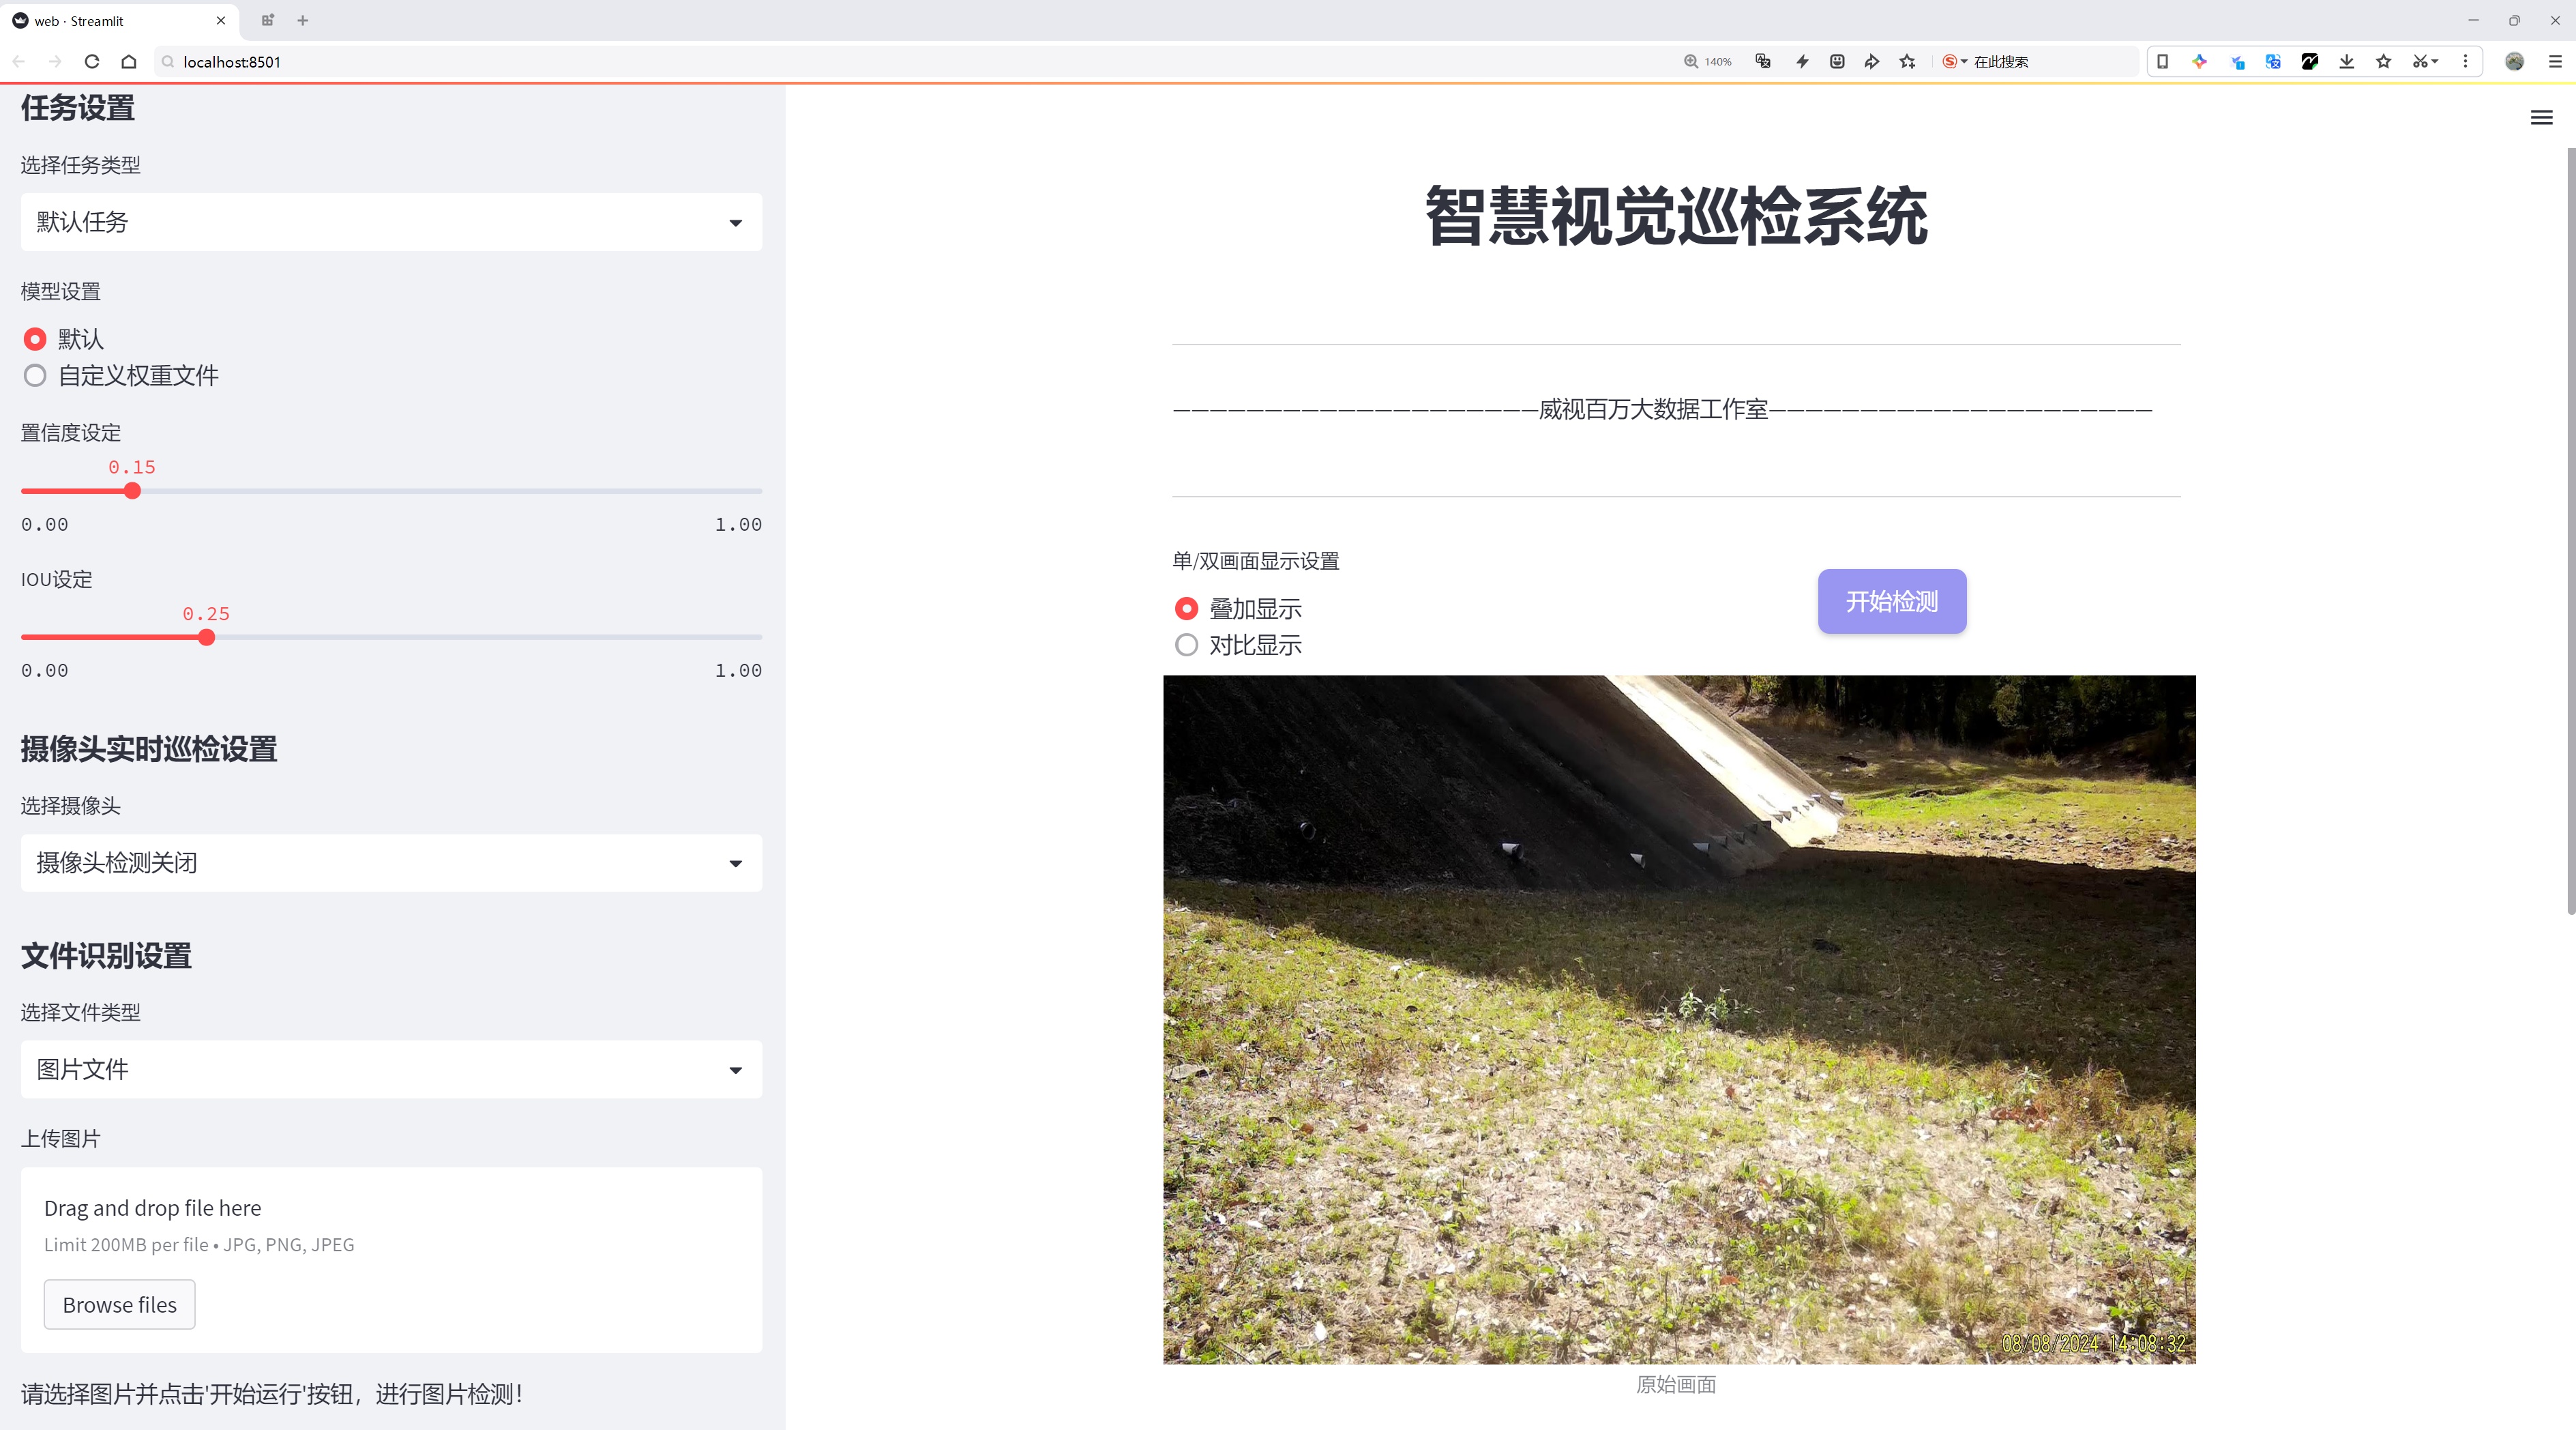 web · Streamlit
localhost:8501
140%
在此搜索
任务设置
选择任务类型
默认任务
模型设置
默认
自定义权重文件
置信度设定
0.15
0.00 1.00
IOU设定
0.25
0.00 1.00
摄像头实时巡检设置
选择摄像头
摄像头检测关闭
文件识别设置
选择文件类型
图片文件
上传图片
Drag and drop file here
Limit 200MB per file • JPG, PNG, JPEG
Browse files
请选择图片并点击'开始运行'按钮，进行图片检测！
智慧视觉巡检系统
————————————————————威视百万大数据工作室—————————————————————
单/双画面显示设置
叠加显示
对比显示
开始检测
08/08/2024 14:08:32
原始画面